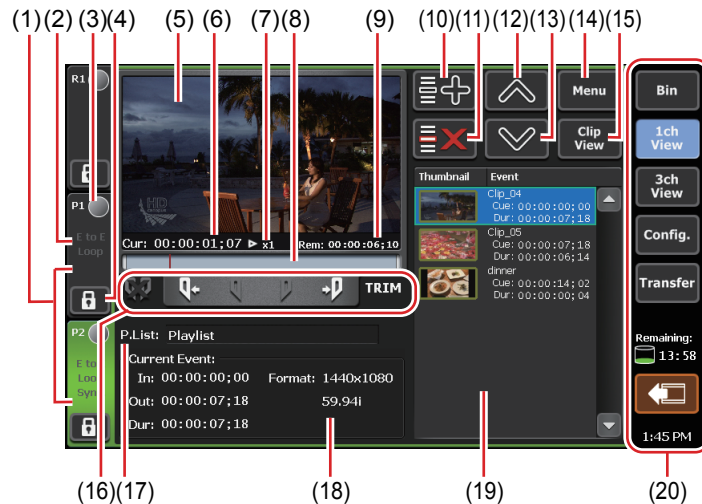 (1)(2) (3)(4) (5) (6) (7)(8) (9) (10)(11) (12) (13) (14) (15)
R1
P1
E to E
Loop
P2
E to
Loo
Syn
Cur: 00:00:01;07 x1 Rem: 00:00:06;10
TRIM
P.List: Playlist
Current Event:
In: 00:00:00;00 Format: 1440x1080
Out: 00:00:07;18 59.94i
Dur: 00:00:07;18
Menu
Clip
View
Thumbnail Event
Clip_04
Cue: 00:00:00;00
Dur: 00:00:07;18
Clip_05
Cue: 00:00:07;18
Dur: 00:00:06;14
dinner
Cue: 00:00:14;02
Dur: 00:00:00;04
Bin
1ch
View
3ch
View
Config.
Transfer
Remaining:
13:58
1:45 PM
(16)(17) (18) (19) (20)